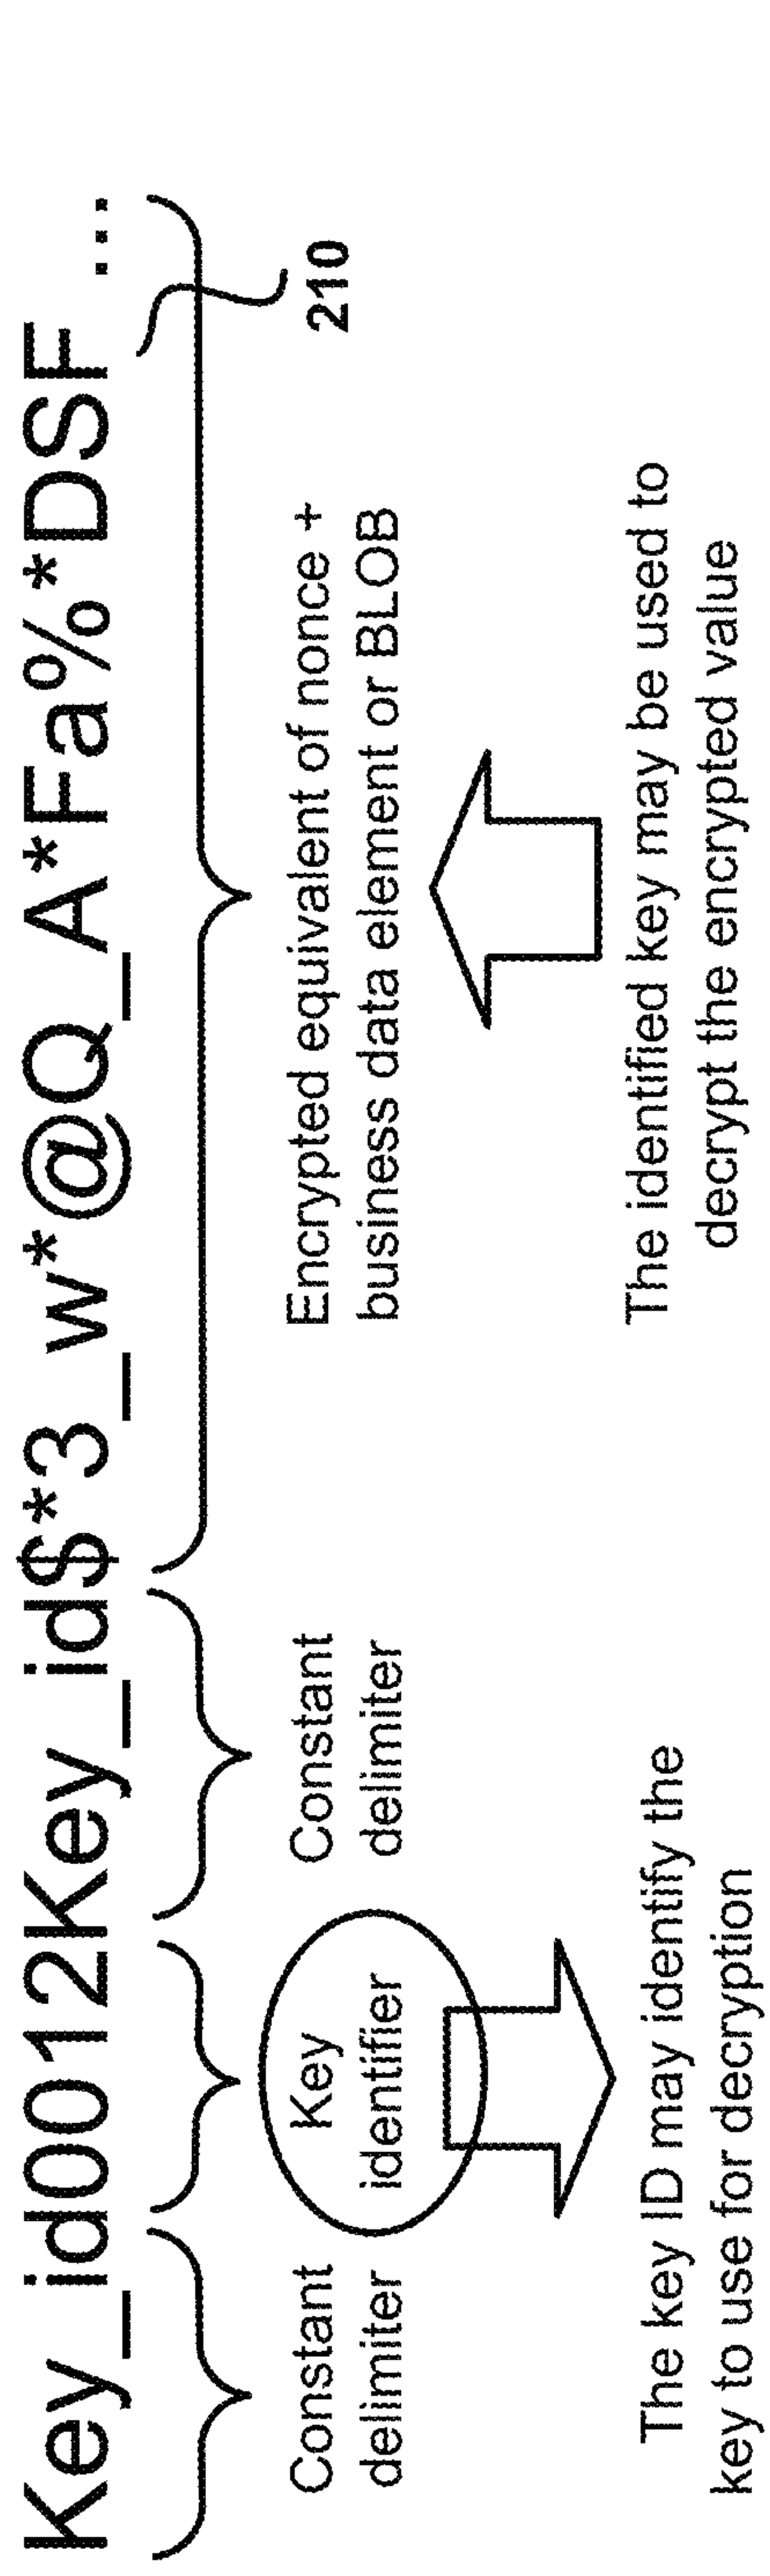 Key_id0012Key_id$*3_w*@Q_A*Fa%*DSF ...
210
Constant
delimiter
Key
identifier
Constant
delimiter
Encrypted equivalent of nonce +
business data element or BLOB
The key ID may identify the
key to use for decryption
The identified key may be used to
decrypt the encrypted value